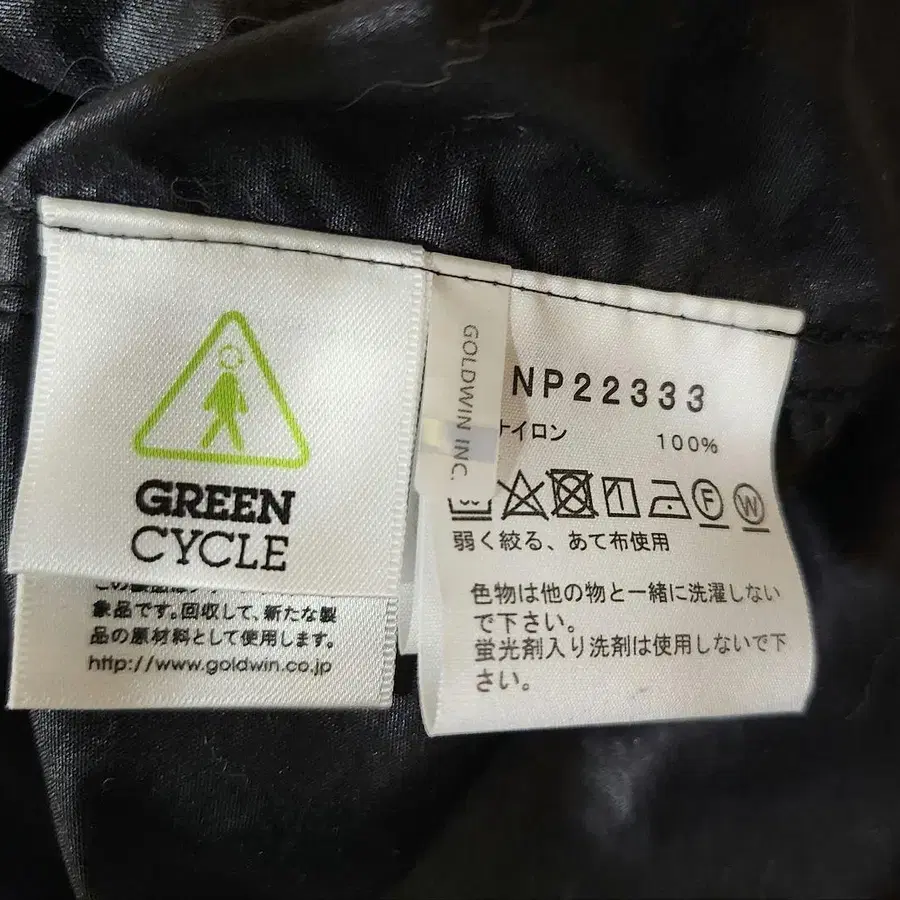 GREEN
CYCLE
象品です。回収して、新たな製
品の原材料として使用します。
http://www.goldwin.co.jp
GOLDWIN INC.
NP22333
ナイロン 100%
F W
弱く絞る、あて布使用
色物は他の物と一緒に洗濯しない
で下さい。
蛍光剤入り洗剤は使用しないで下
さい。